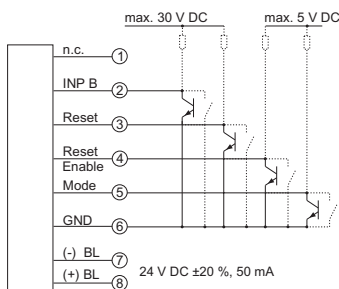 max. 30 V DC
max. 5 V DC
n.c.
1
INP B
2
Reset
3
Reset
Enable
4
Mode
5
GND
6
(-) BL
7
(+) BL
8
24 V DC ±20 %, 50 mA